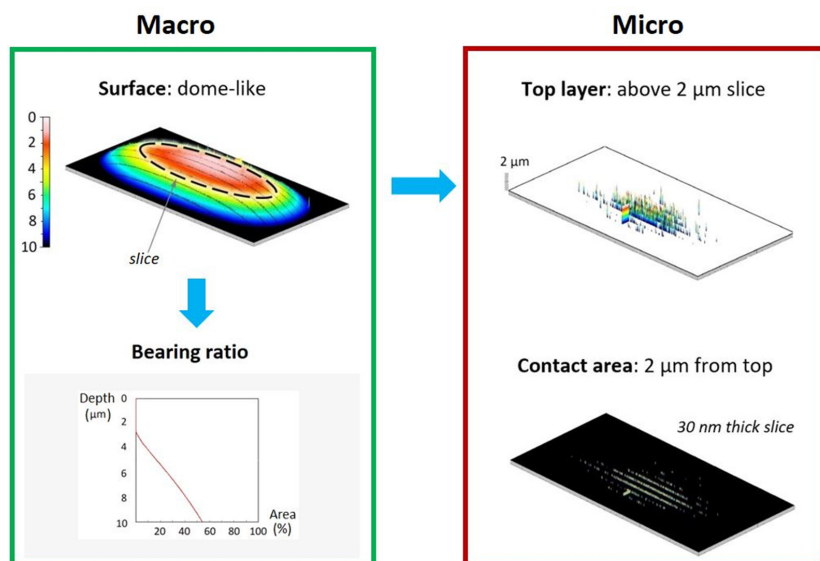 Macro
Surface: dome-like
0
2
4
6
8
10
slice
Bearing ratio
Depth
(μm)
0
2
4
6
8
10
20 40 60 80 100
Area
(%)
Micro
Top layer: above 2 μm slice
2 μm
Contact area: 2 μm from top
30 nm thick slice